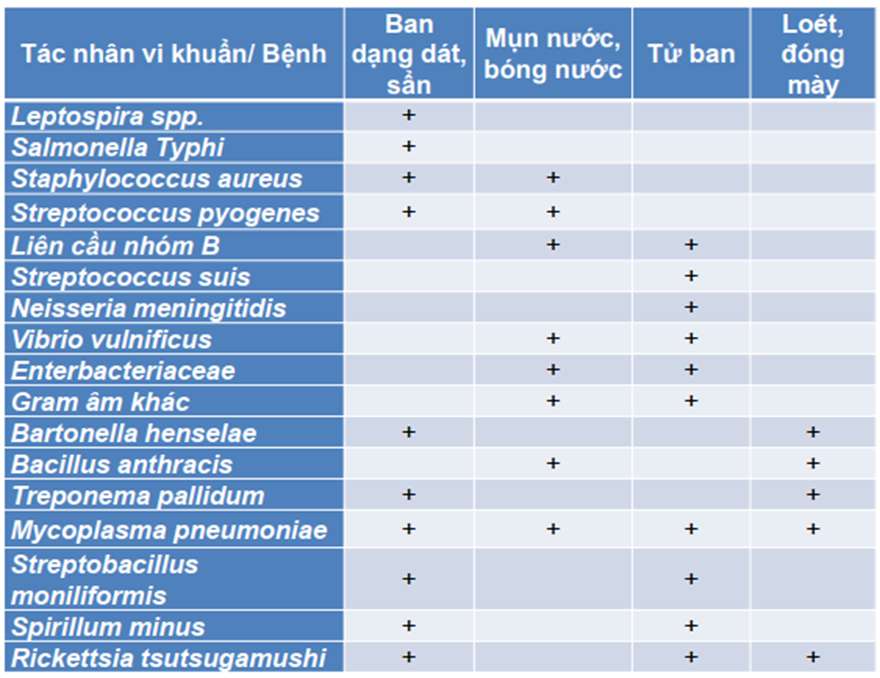 Tác nhân vi khuẩn/ Bệnh
Ban dạng dát, sẩn
Mụn nước, bóng nước
Tử ban
Loét, đóng mày
Leptospira spp. +
Salmonella Typhi +
Staphylococcus aureus + +
Streptococcus pyogenes + +
Liên cầu nhóm B + +
Streptococcus suis +
Neisseria meningitidis +
Vibrio vulnificus + +
Enterbacteriaceae + +
Gram âm khác + +
Bartonella henselae + +
Bacillus anthracis + +
Treponema pallidum + +
Mycoplasma pneumoniae + + + +
Streptobacillus
moniliformis + +
Spirillum minus + +
Rickettsia tsutsugamushi + + +